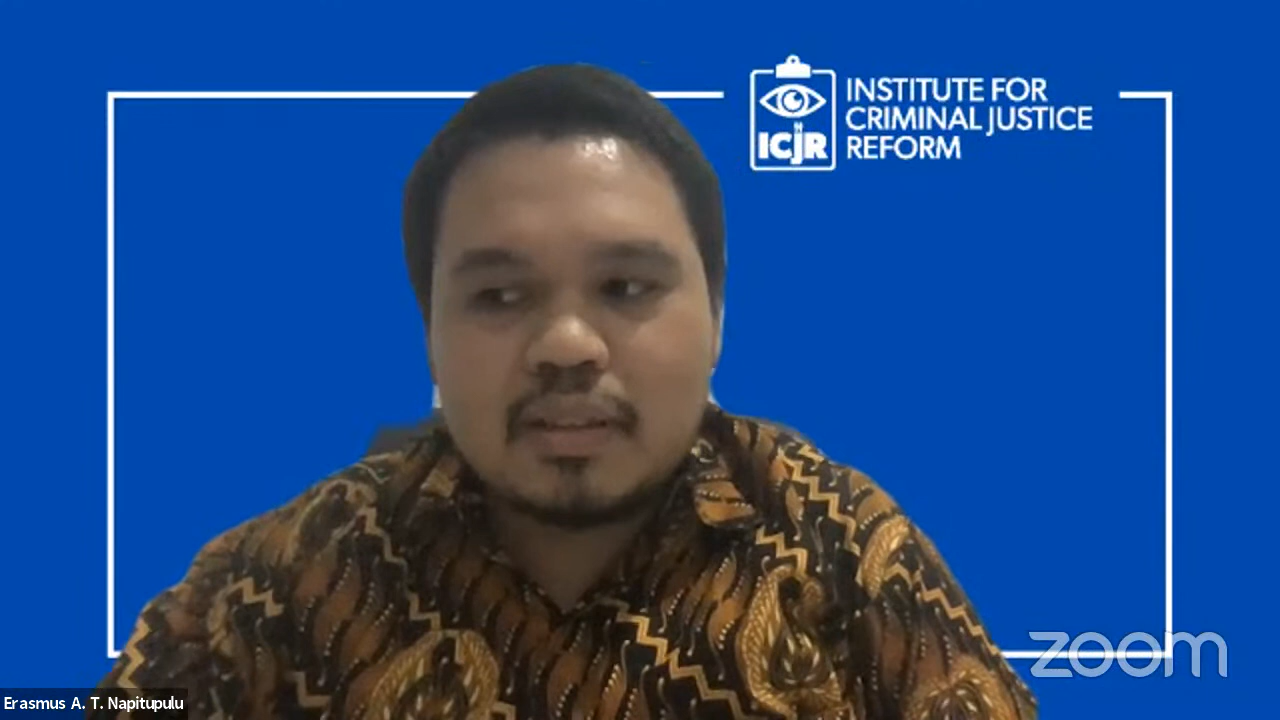 INSTITUTE FOR
CRIMINAL JUSTICE
REFORM
ICJR
zoom
Erasmus A. T. Napitupulu